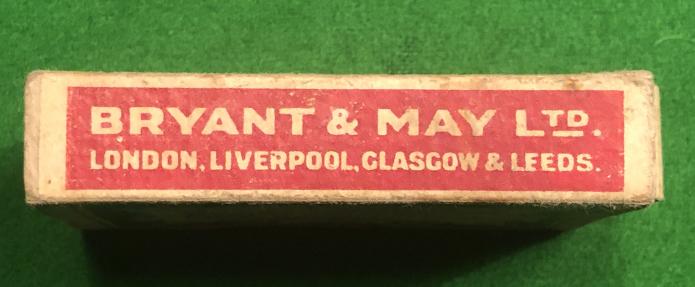 BRYANT & MAY LTD.
LONDON, LIVERPOOL, GLASGOW & LEEDS.